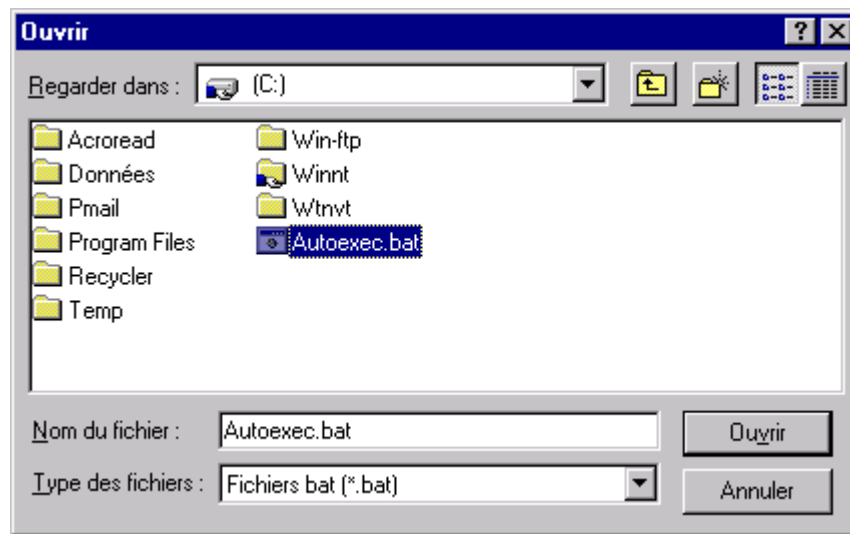 Ouvrir
Regarder dans : (C:)
Acroread Win-ftp
Données Winnt
Pmail Wtnvt
Program Files Autoexec.bat
Recycler
Temp
Nom du fichier : Autoexec.bat Ouvrir
Type des fichiers : Fichiers bat (*.bat) Annuler